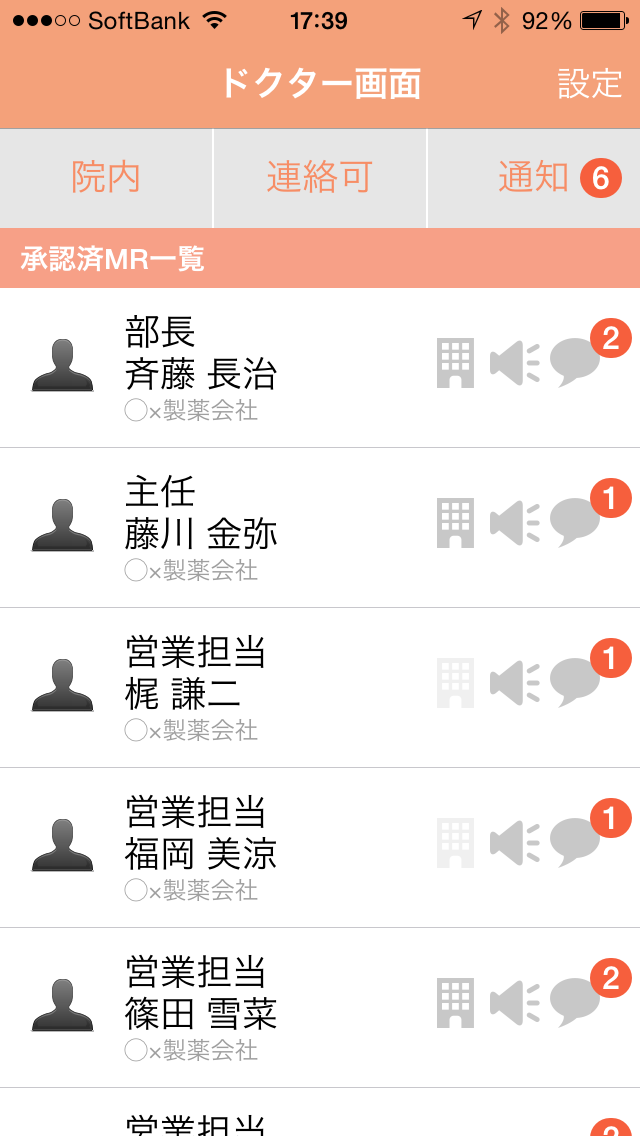 SoftBank 17:39 92%
ドクター画面 設定
院内 連絡可 通知 6
承認済MR一覧
部長
斉藤 長治
〇×製薬会社
2
主任
藤川 金弥
〇×製薬会社
1
営業担当
梶 謙二
〇×製薬会社
1
営業担当
福岡 美涼
〇×製薬会社
1
営業担当
篠田 雪菜
〇×製薬会社
2
営業担当